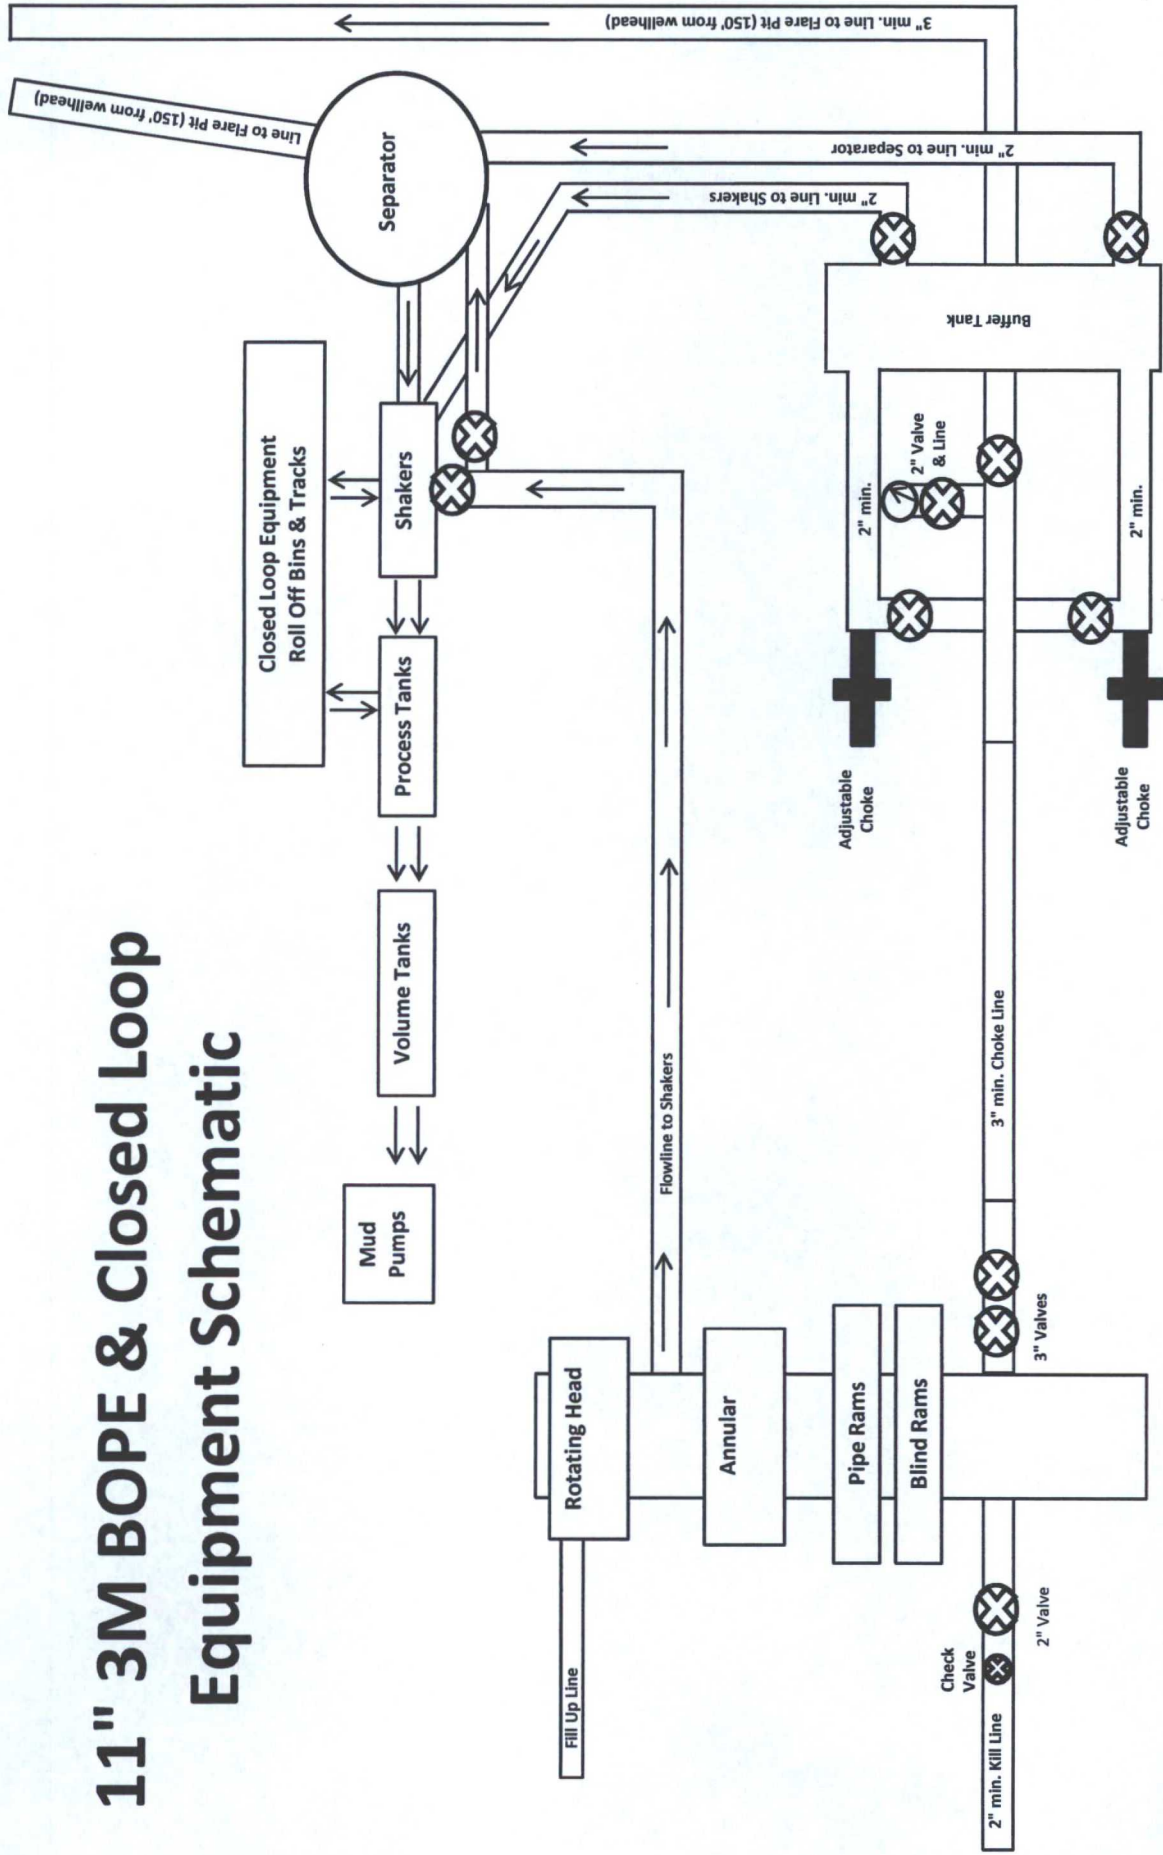 11" 3M BOPE & Closed Loop
Equipment Schematic
Mud
Pumps
Volume Tanks
Process Tanks
Shakers
Closed Loop Equipment
Roll Off Bins & Tracks
Separator
Line to Flare Pit (150' from wellhead)
3" min. Line to Flare Pit (150' from wellhead)
Fill Up Line
Rotating Head
Flowline to Shakers
Annular
Pipe Rams
Blind Rams
2" min. Kill Line
Check
Valve
2" Valve
3" Valves
3" min. Choke Line
Adjustable
Choke
Adjustable
Choke
2" min.
2" Valve
& Line
2" min.
Buffer Tank
2" min. Line to Shakers
2" min. Line to Separator